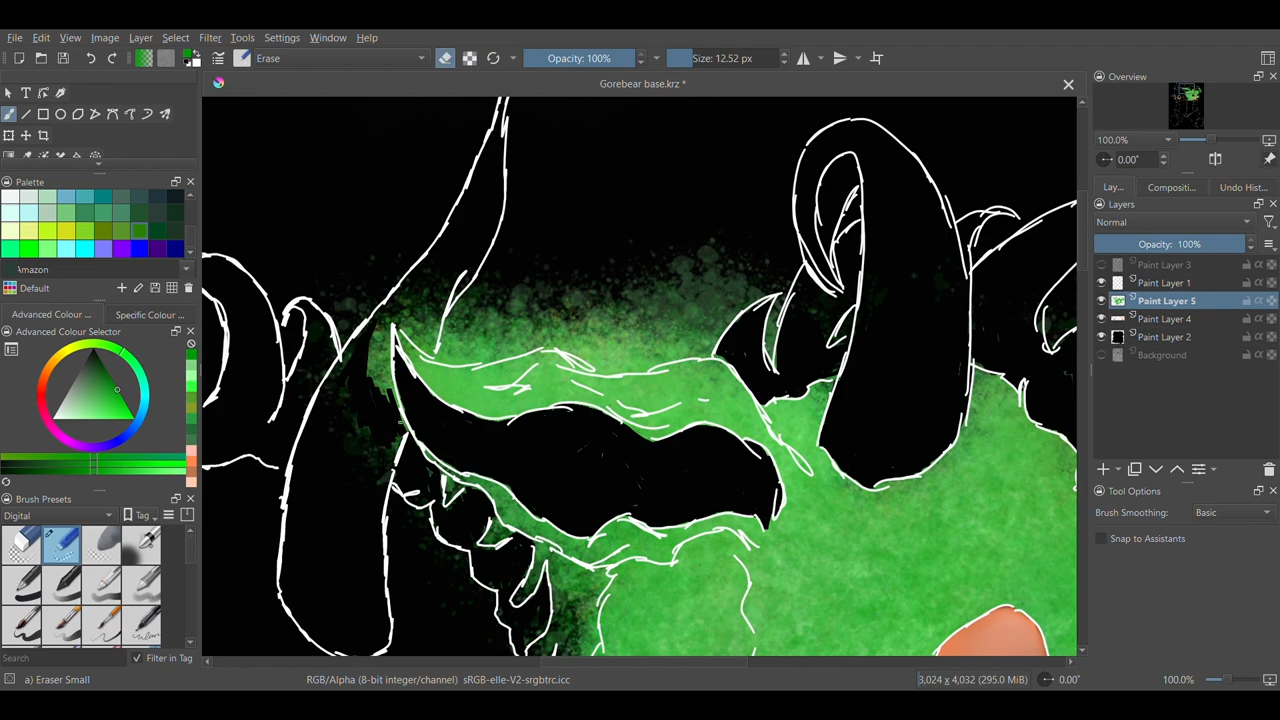 File Edit View Image Layer Select Filter Tools Settings Window Help
Erase Opacity: 100% Size: 12.52 px
Gorebear base.krz *
Overview
100.0%
0.00°
Palette
Amazon
Default
Advanced Colour ... Specific Colour ...
Advanced Colour Selector
Brush Presets
Digital Tag
Search Filter in Tag
Lay... Compositi... Undo Hist...
Layers
Normal
Opacity: 100%
Paint Layer 3
Paint Layer 1
Paint Layer 5
Paint Layer 4
Paint Layer 2
Background
Tool Options
Brush Smoothing: Basic
Snap to Assistants
a) Eraser Small RGB/Alpha (8-bit integer/channel) sRGB-elle-V2-srgbtrc.icc 3,024 x 4,032 (295.0 MiB) 0.00° 100.0%